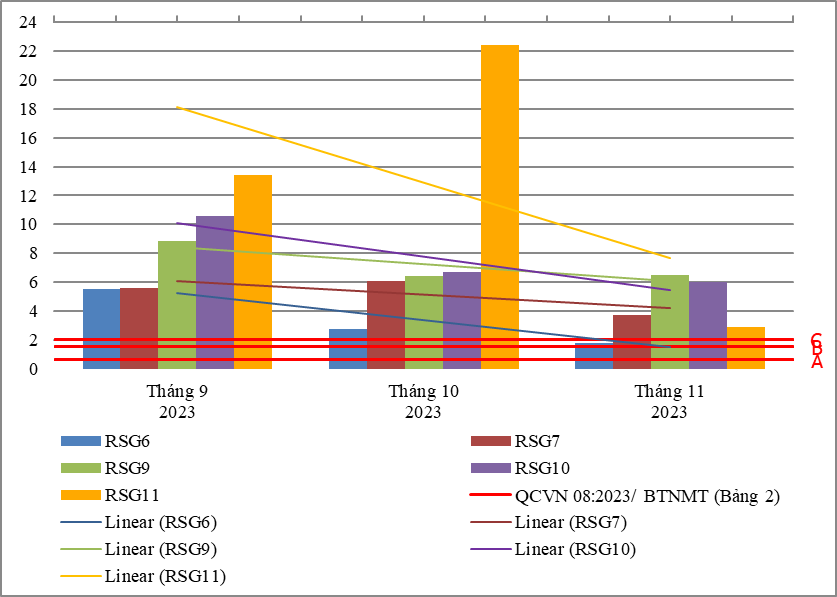 24
22
20
18
16
14
12
10
8
6
4
2
0
C
B
A
Tháng 9
2023
Tháng 10
2023
Tháng 11
2023
RSG6
RSG7
RSG9
RSG10
RSG11
QCVN 08:2023/ BTNMT (Bảng 2)
Linear (RSG6)
Linear (RSG7)
Linear (RSG9)
Linear (RSG10)
Linear (RSG11)